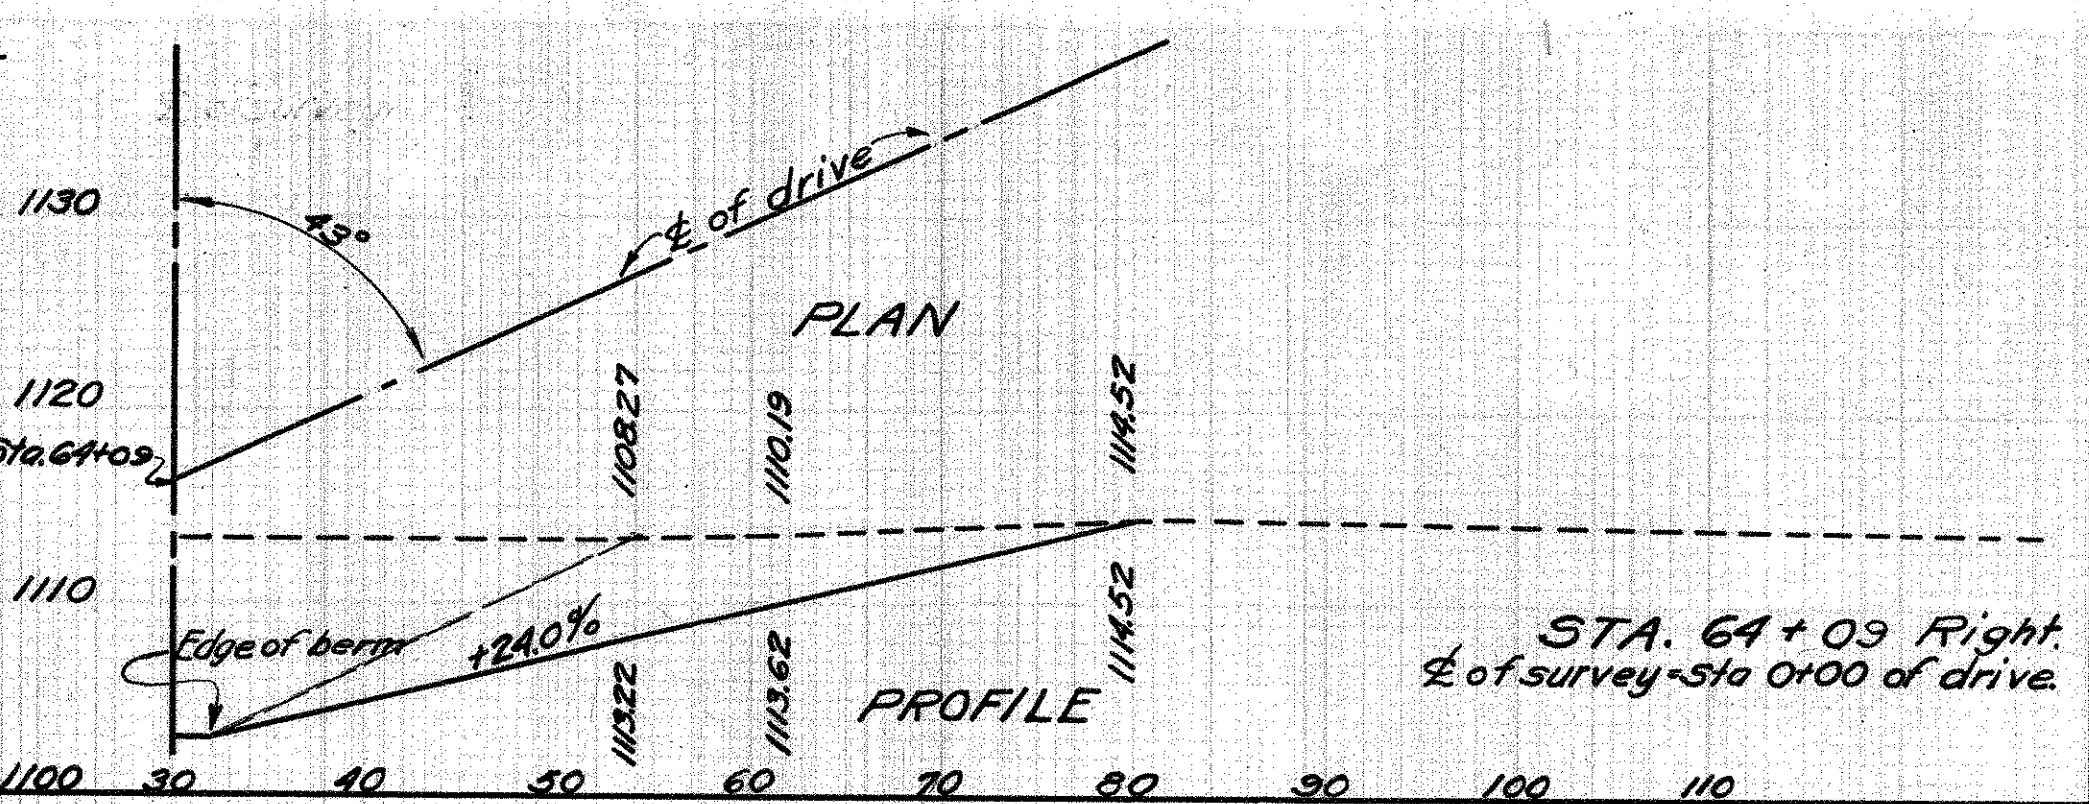 1130
43°
℄ of drive
PLAN
1120
Sta. 64+09
1108.27
1110.19
1114.52
1110
Edge of berm
+24.0%
1113.22
1113.62
1114.52
STA. 64 + 09 Right.
℄ of survey = Sta 0+00 of drive.
PROFILE
1100 30 40 50 60 70 80 90 100 110